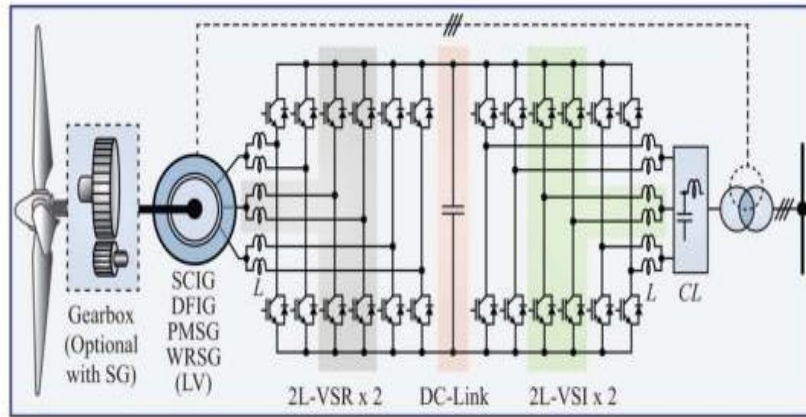 Gearbox
(Optional
with SG)
SCIG
DFIG
PMSG
WRSG
(LV)
L
2L-VSR x 2
DC-Link
2L-VSI x 2
L
CL